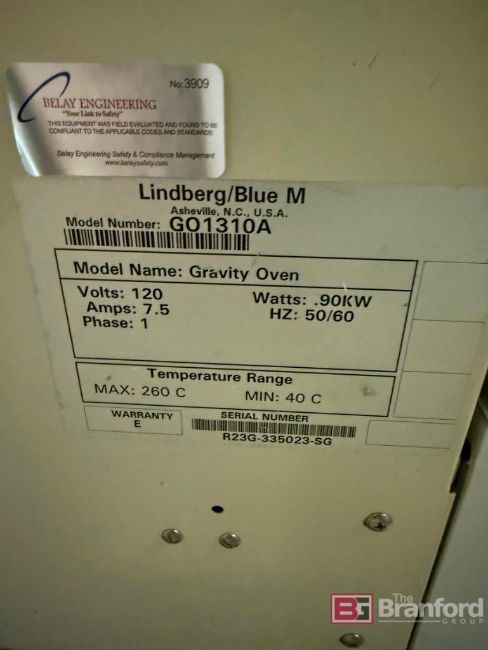 No: 3909
BELAY ENGINEERING
"Your Link to Safety"
THIS EQUIPMENT WAS FIELD EVALUATED AND FOUND TO BE
COMPLIANT TO THE APPLICABLE CODES AND STANDARDS:
Belay Engineering Safety & Compliance Management
www.belaysafety.com
Lindberg/Blue M
Asheville, N.C., U.S.A.
Model Number: GO1310A
Model Name: Gravity Oven
Volts: 120 Watts: .90KW
Amps: 7.5 HZ: 50/60
Phase: 1
Temperature Range
MAX: 260 C MIN: 40 C
WARRANTY SERIAL NUMBER
E
R23G-335023-SG
BG The Branford
GROUP